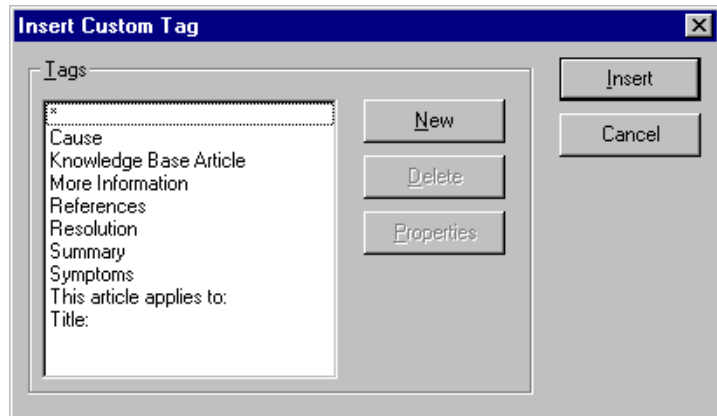 Insert Custom Tag
Tags
*
Cause
Knowledge Base Article
More Information
References
Resolution
Summary
Symptoms
This article applies to:
Title:
New
Delete
Properties
Insert
Cancel